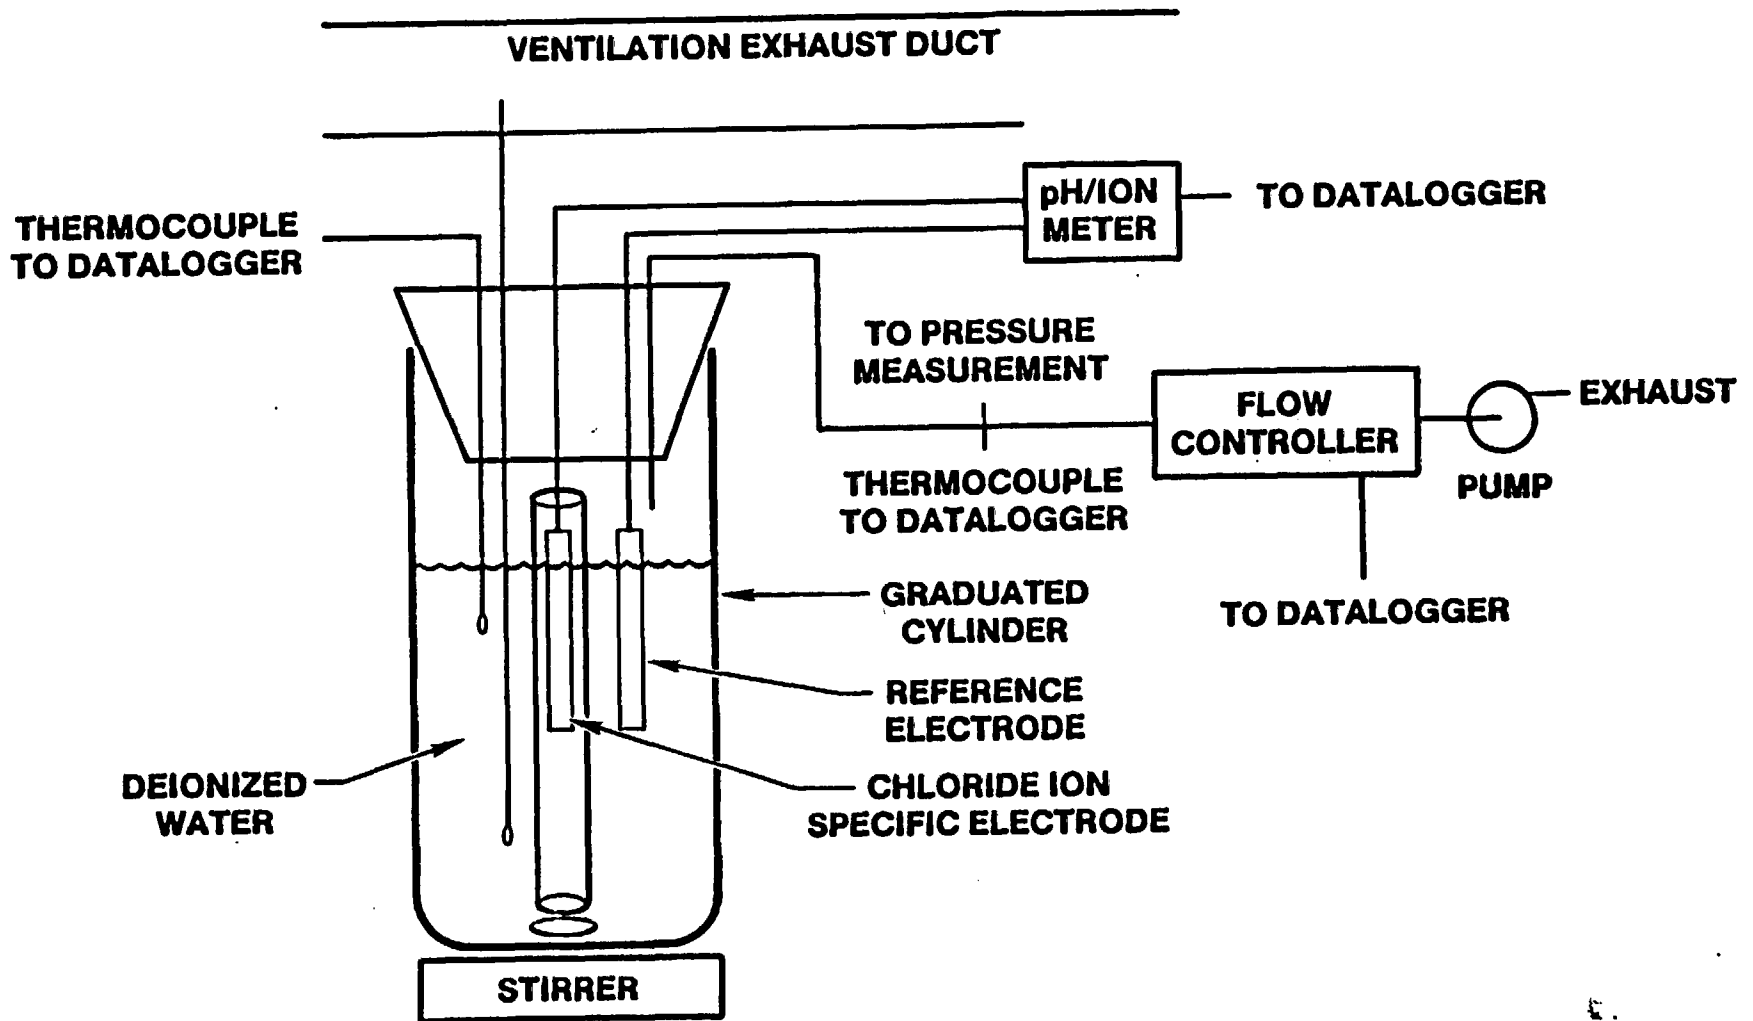 VENTILATION EXHAUST DUCT
THERMOCOUPLE
TO DATALOGGER
pH/ION
METER
TO DATALOGGER
TO PRESSURE
MEASUREMENT
FLOW
CONTROLLER
EXHAUST
PUMP
THERMOCOUPLE
TO DATALOGGER
TO DATALOGGER
GRADUATED
CYLINDER
REFERENCE
ELECTRODE
DEIONIZED
WATER
CHLORIDE ION
SPECIFIC ELECTRODE
STIRRER